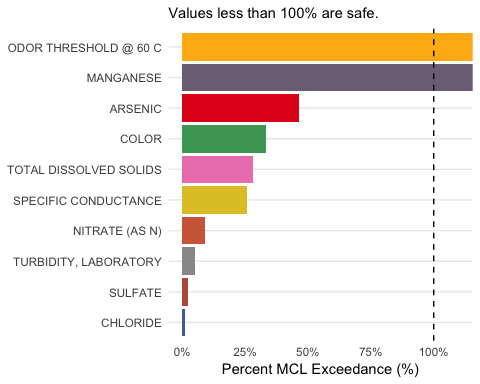 Values less than 100% are safe.
ODOR THRESHOLD @ 60 C
MANGANESE
ARSENIC
COLOR
TOTAL DISSOLVED SOLIDS
SPECIFIC CONDUCTANCE
NITRATE (AS N)
TURBIDITY, LABORATORY
SULFATE
CHLORIDE
0% 25% 50% 75% 100%
Percent MCL Exceedance (%)